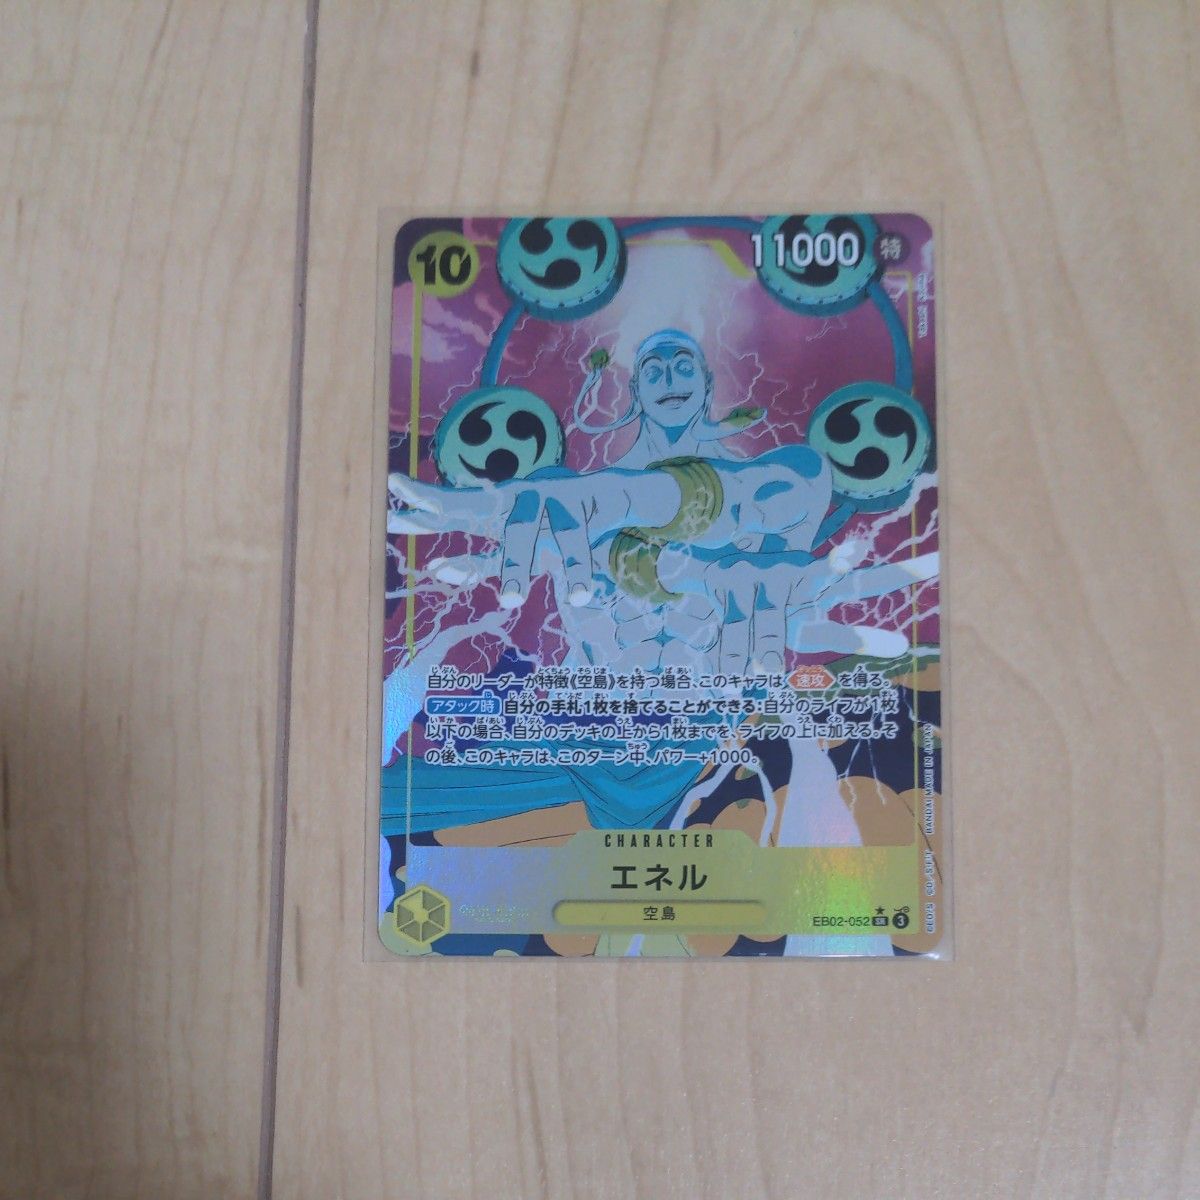 10
11000 特
自分のリーダーが特徴《空島》を持つ場合、このキャラは 速攻 を得る。
アタック時 自分の手札1枚を捨てることができる:自分のライフが1枚
以下の場合、自分のデッキの上から1枚までを、ライフの上に加える。そ
の後、このキャラは、このターン中、パワー+1000。
CHARACTER
エネル
空島
EB02-052 SR 3
BANDAI MADE IN JAPAN